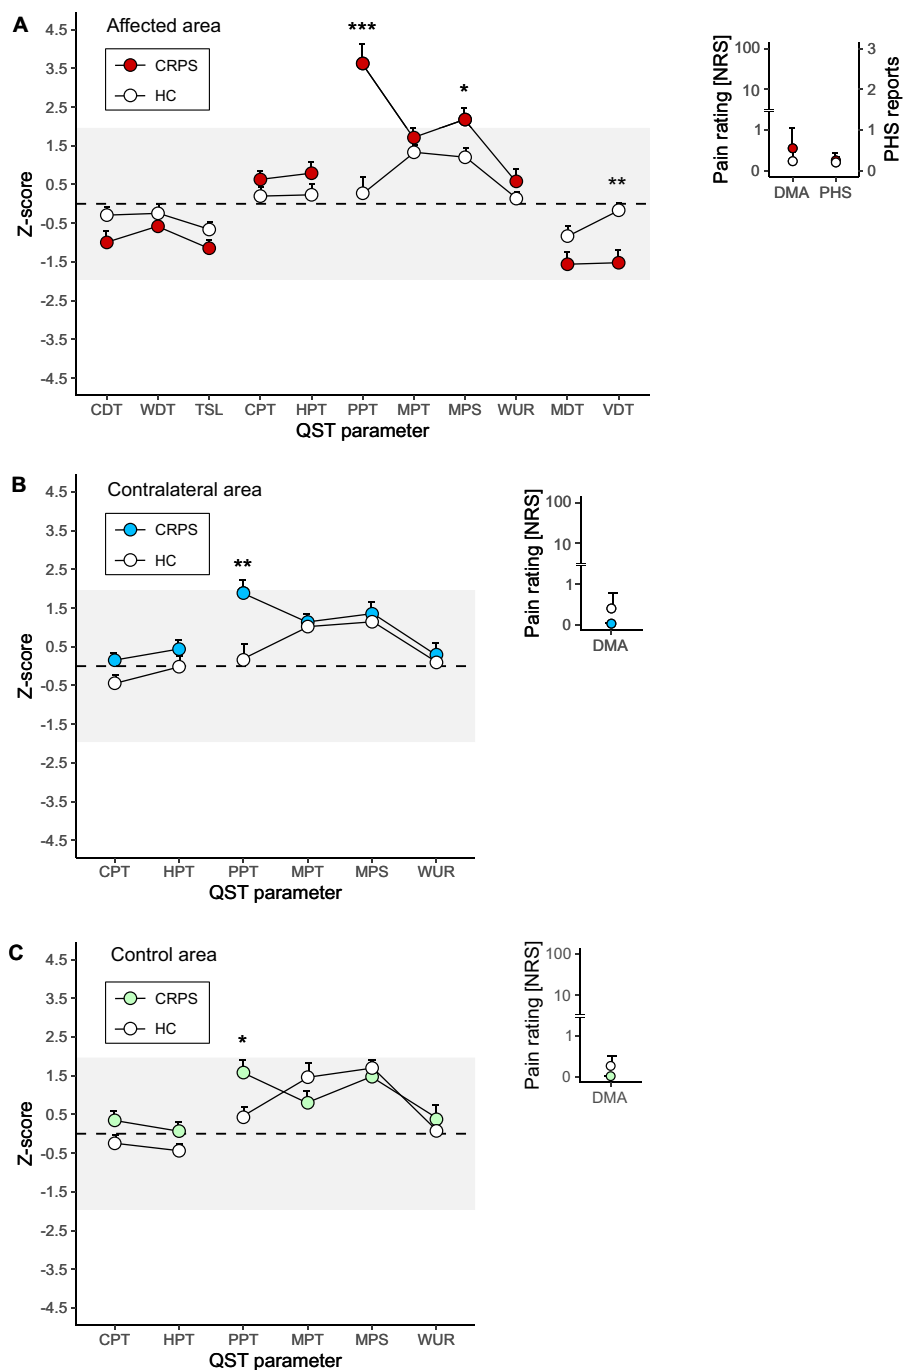 A
Affected area
CRPS
HC
4.5
3.5
2.5
1.5
0.5
-0.5
-1.5
-2.5
-3.5
-4.5
Z-score
***
*
**
CDT WDT TSL CPT HPT PPT MPT MPS WUR MDT VDT
QST parameter
Pain rating [NRS]
100
10
1
0
3
2
1
0
PHS reports
DMA PHS
B
Contralateral area
CRPS
HC
4.5
3.5
2.5
1.5
0.5
-0.5
-1.5
-2.5
-3.5
-4.5
Z-score
**
CPT HPT PPT MPT MPS WUR
QST parameter
Pain rating [NRS]
100
10
1
0
DMA
C
Control area
CRPS
HC
4.5
3.5
2.5
1.5
0.5
-0.5
-1.5
-2.5
-3.5
-4.5
Z-score
*
CPT HPT PPT MPT MPS WUR
QST parameter
Pain rating [NRS]
100
10
1
0
DMA